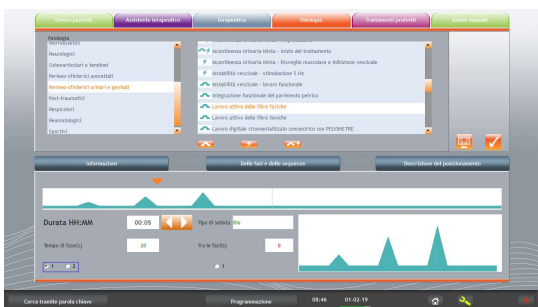 Elenco pazienti
Assistente terapeutico
Terapeutica
Patologia
Trattamenti preferiti
Azioni manuali
Patologia
Neurologici
Osteoarticolari e tendinei
Perineo-sfinterici anorettali
Perineo-sfinterici urinari e genitali
Post-traumatici
Respiratori
Reumatologici
Sportivi
Incontinenza Urinaria mista - Inizio del trattamento
Incontinenza Urinaria mista - Risveglio muscolare e inibizione vescicale
Instabilità vescicale - stimolazione 5 Hz
Instabilità vescicale - lavoro funzionale
Integrazione funzionale del pavimento pelvico
Lavoro attivo delle fibre fasiche
Lavoro attivo delle fibre toniche
Lavoro digitale strumentalizzato concentrico con PELVIMETRE
Informazioni
Delle fasi e delle sequenze
Descrizione del posizionamento
Durata HH:MM
00:05
Tipo di seduta
Bio
Tempo di fase(s)
20
Tra le fasi(s)
0
1
2
1
Cerca tramite parola chiave
Programmazione
08:46
01-02-19